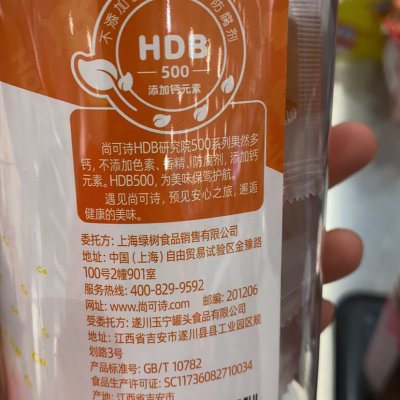 不添加色 防腐剂
HDB
500
添加钙元素
尚可诗HDB研究院500系列果然多
钙,不添加色素、香精、防腐剂,添加钙
元素。HDB500,为美味保驾护航。
遇见尚可诗,预见安心之旅,邂逅
健康的美味。
委托方:上海绿树食品销售有限公司
地址:中国(上海)自由贸易试验区金豫路
100号2幢901室
服务热线:400-829-9592
网址:www.尚可诗.com 邮编:201206
受委托方:遂川玉宁罐头食品有限公司
地址:江西省吉安市遂川县县工业园区规
划路3号
产品标准号:GB/T 10782
食品生产许可证:SC11736082710034
产地:江西省吉安市